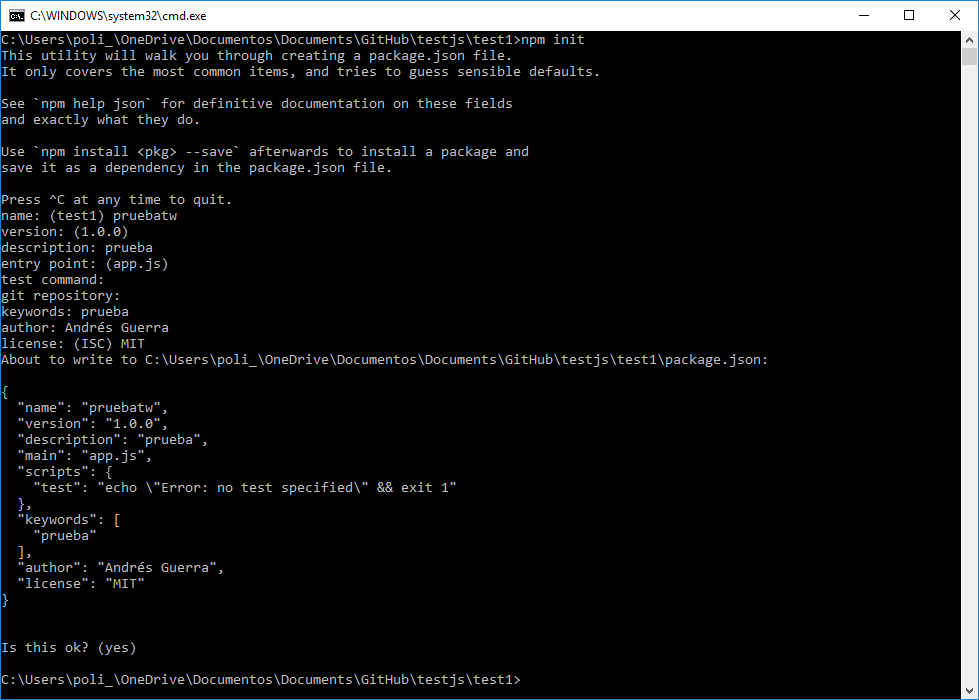 C:\WINDOWS\system32\cmd.exe
C:\Users\poli_\OneDrive\Documentos\Documents\GitHub\testjs\test1>npm init
This utility will walk you through creating a package.json file.
It only covers the most common items, and tries to guess sensible defaults.
See `npm help json` for definitive documentation on these fields
and exactly what they do.
Use `npm install <pkg> --save` afterwards to install a package and
save it as a dependency in the package.json file.
Press ^C at any time to quit.
name: (test1) pruebatw
version: (1.0.0)
description: prueba
entry point: (app.js)
test command:
git repository:
keywords: prueba
author: Andrés Guerra
license: (ISC) MIT
About to write to C:\Users\poli_\OneDrive\Documentos\Documents\GitHub\testjs\test1\package.json:
{
  "name": "pruebatw",
  "version": "1.0.0",
  "description": "prueba",
  "main": "app.js",
  "scripts": {
    "test": "echo \"Error: no test specified\" && exit 1"
  },
  "keywords": [
    "prueba"
  ],
  "author": "Andrés Guerra",
  "license": "MIT"
}
Is this ok? (yes)
C:\Users\poli_\OneDrive\Documentos\Documents\GitHub\testjs\test1>